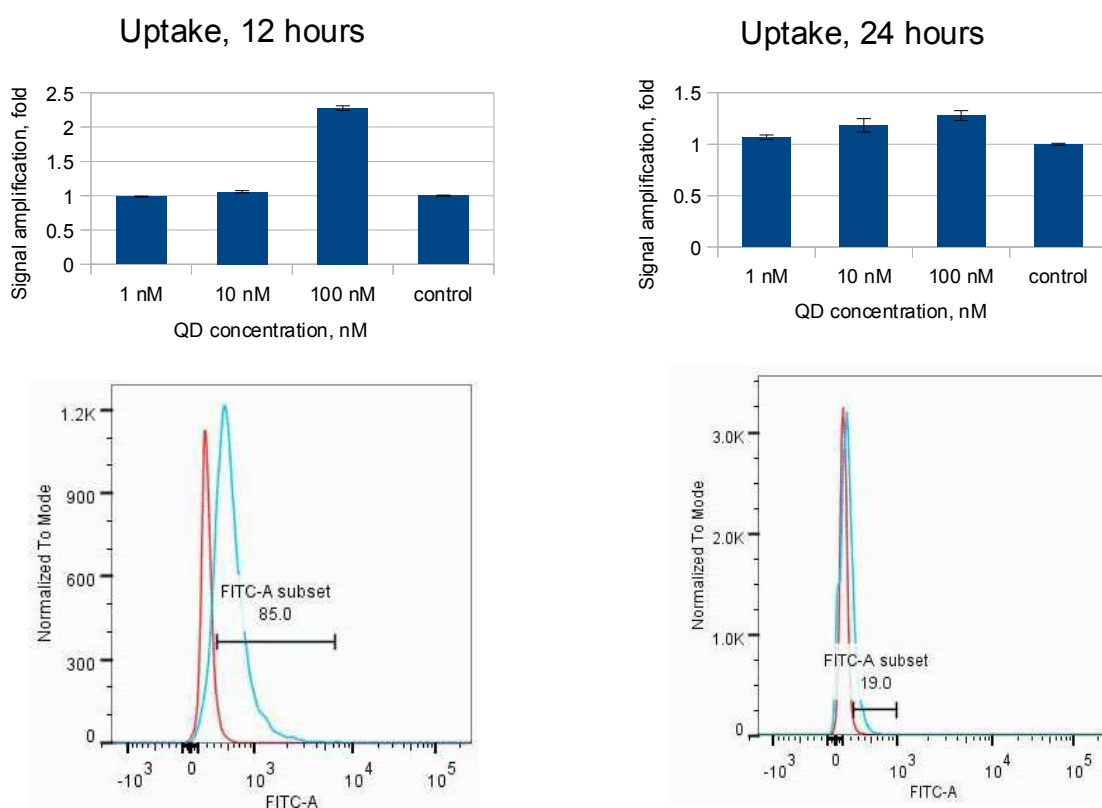 Uptake, 12 hours
Signal amplification, fold
2.5
2
1.5
1
0.5
0
1 nM 10 nM 100 nM control
QD concentration, nM
Uptake, 24 hours
Signal amplification, fold
1.5
1
0.5
0
1 nM 10 nM 100 nM control
QD concentration, nM
Normalized To Mode
1.2K
900
600
300
0
FITC-A subset
85.0
-10³ 0 10³ 10⁴ 10⁵
FITC-A
Normalized To Mode
3.0K
2.0K
1.0K
0
FITC-A subset
19.0
-10³ 0 10³ 10⁴ 10⁵
FITC-A